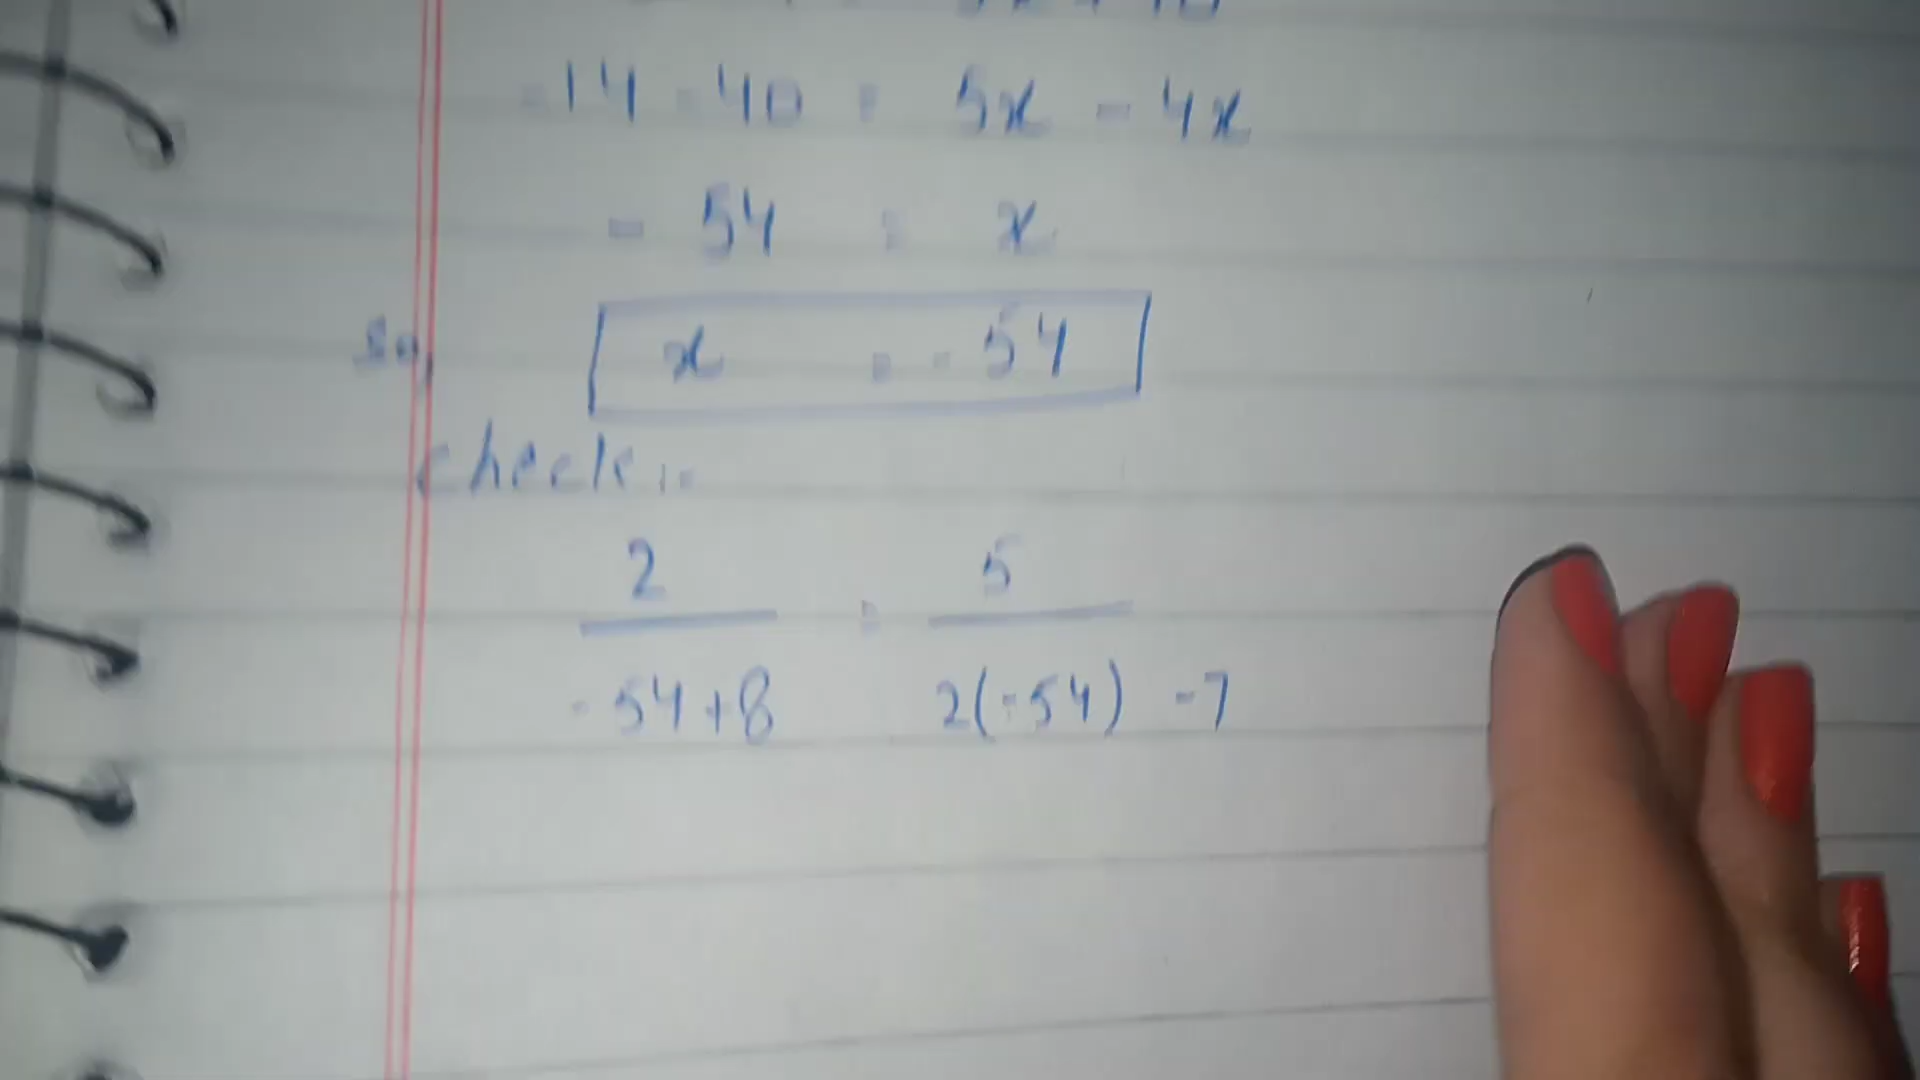 -14 - 40 = 5x - 4x
- 54 = x
so, x = - 54
check :-
2 = 5
- 54 + 8 2(-54) - 7